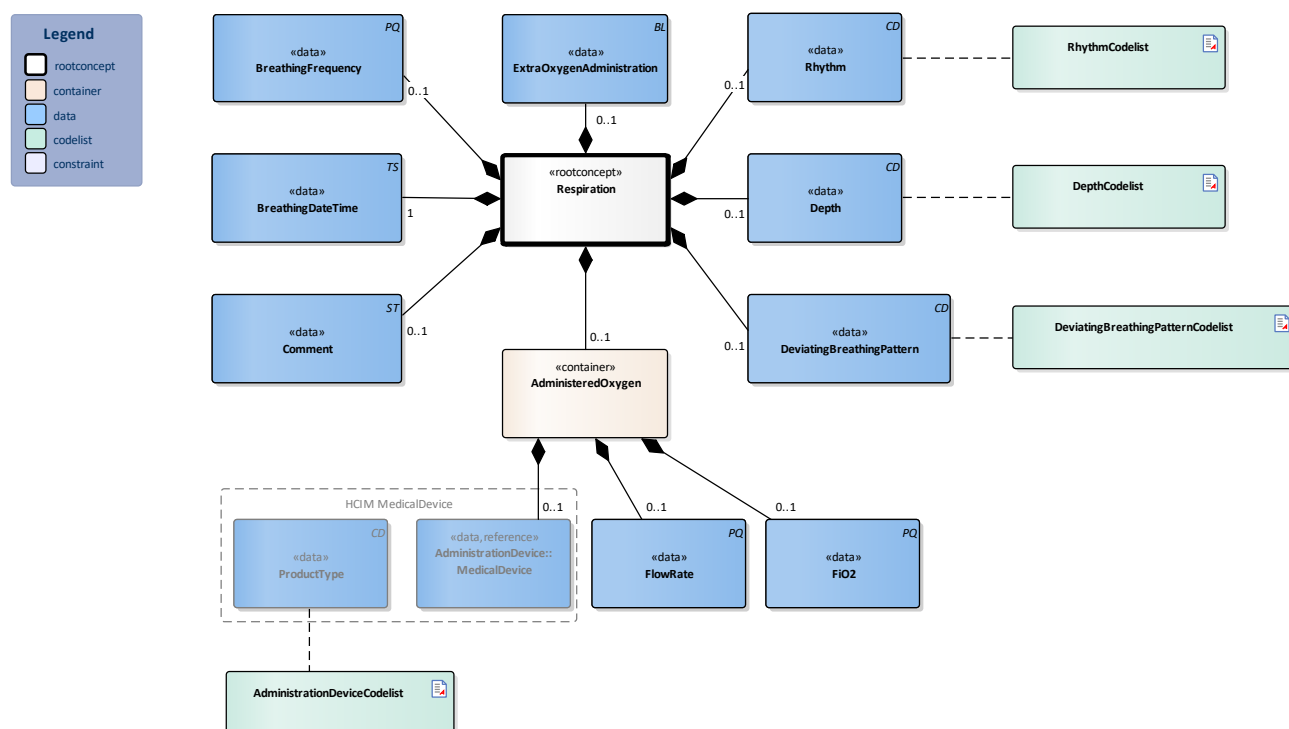 Legend
rootconcept
container
data
codelist
constraint
PQ
«data»
BreathingFrequency
0..1
BL
«data»
ExtraOxygenAdministration
0..1
CD
«data»
Rhythm
0..1
RhythmCodelist
TS
«data»
BreathingDateTime
1
«rootconcept»
Respiration
CD
«data»
Depth
0..1
DepthCodelist
ST
«data»
Comment
0..1
0..1
«container»
AdministeredOxygen
CD
«data»
DeviatingBreathingPattern
0..1
DeviatingBreathingPatternCodelist
HCIM MedicalDevice
CD
«data»
ProductType
0..1
«data,reference»
AdministrationDevice::
MedicalDevice
0..1
PQ
«data»
FlowRate
0..1
PQ
«data»
FiO2
AdministrationDeviceCodelist